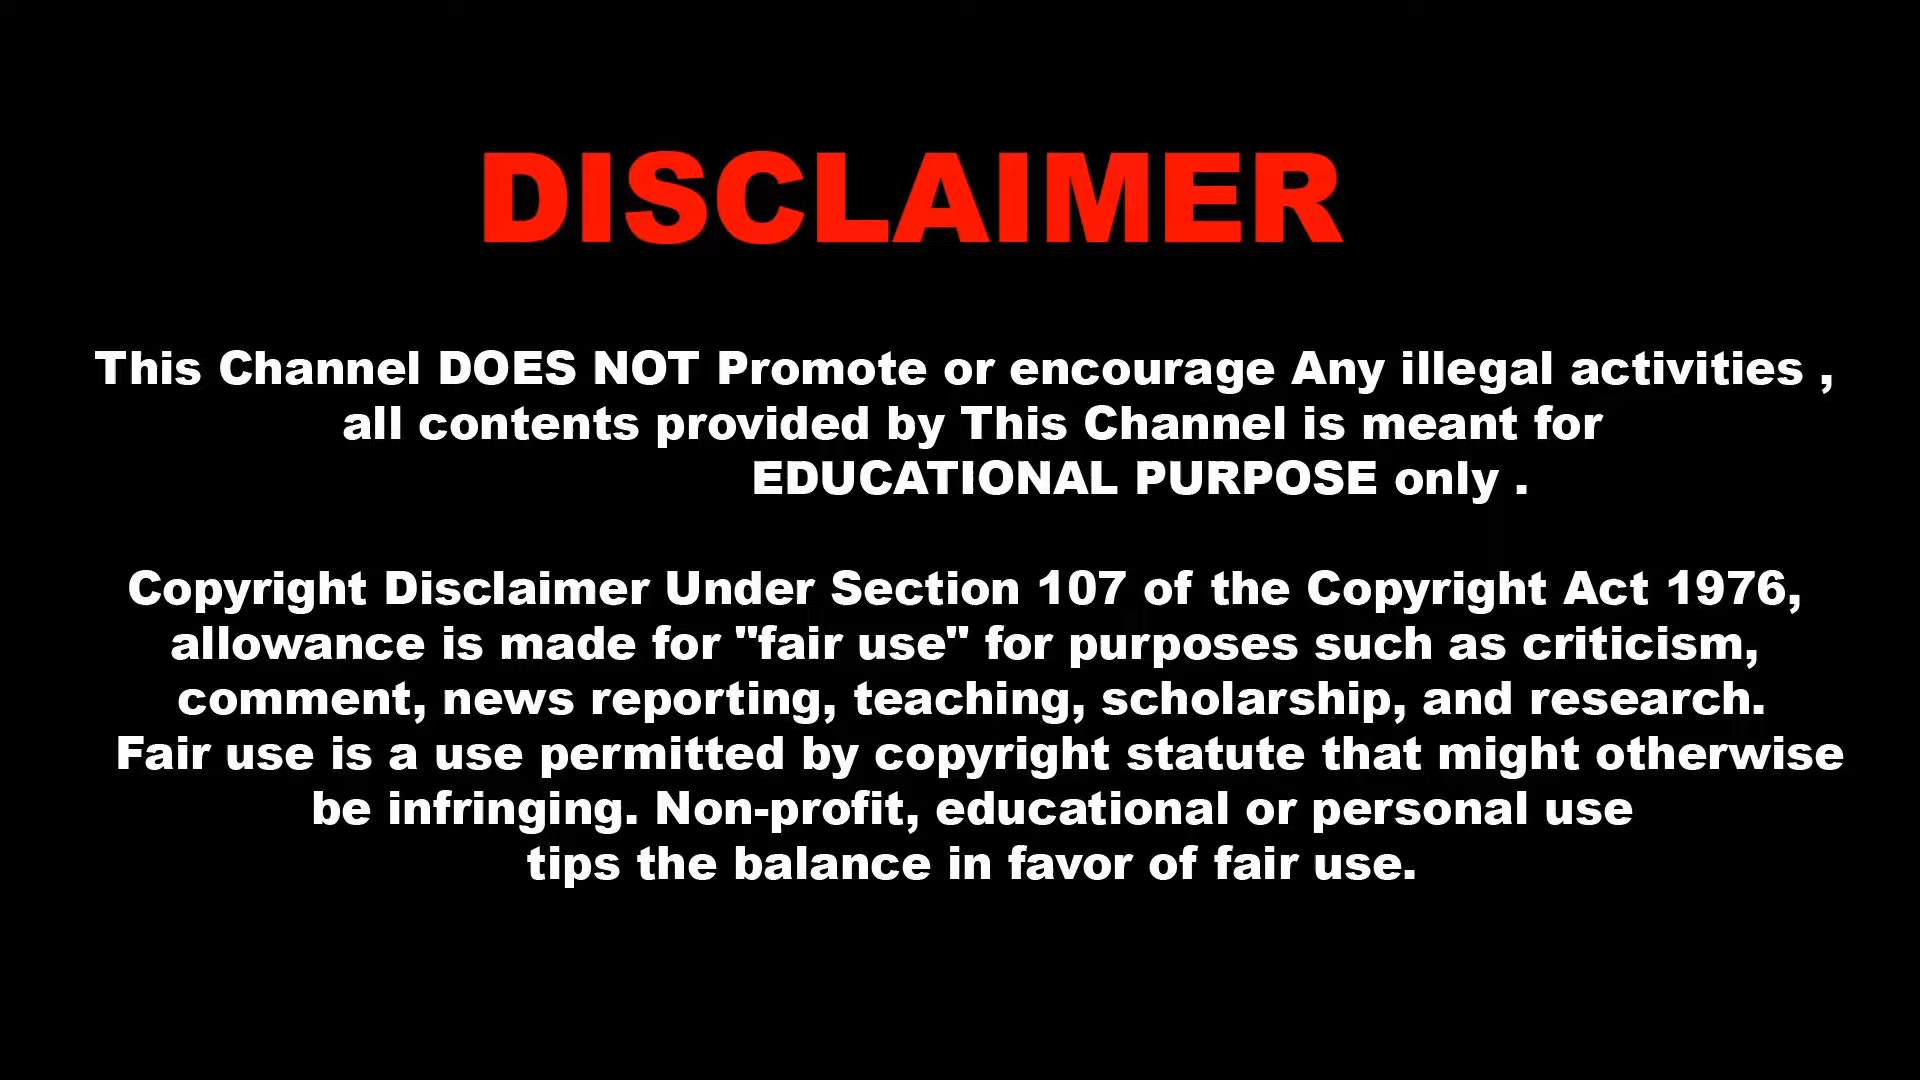 DISCLAIMER
This Channel DOES NOT Promote or encourage Any illegal activities ,
all contents provided by This Channel is meant for
EDUCATIONAL PURPOSE only .
Copyright Disclaimer Under Section 107 of the Copyright Act 1976,
allowance is made for "fair use" for purposes such as criticism,
comment, news reporting, teaching, scholarship, and research.
Fair use is a use permitted by copyright statute that might otherwise
be infringing. Non-profit, educational or personal use
tips the balance in favor of fair use.